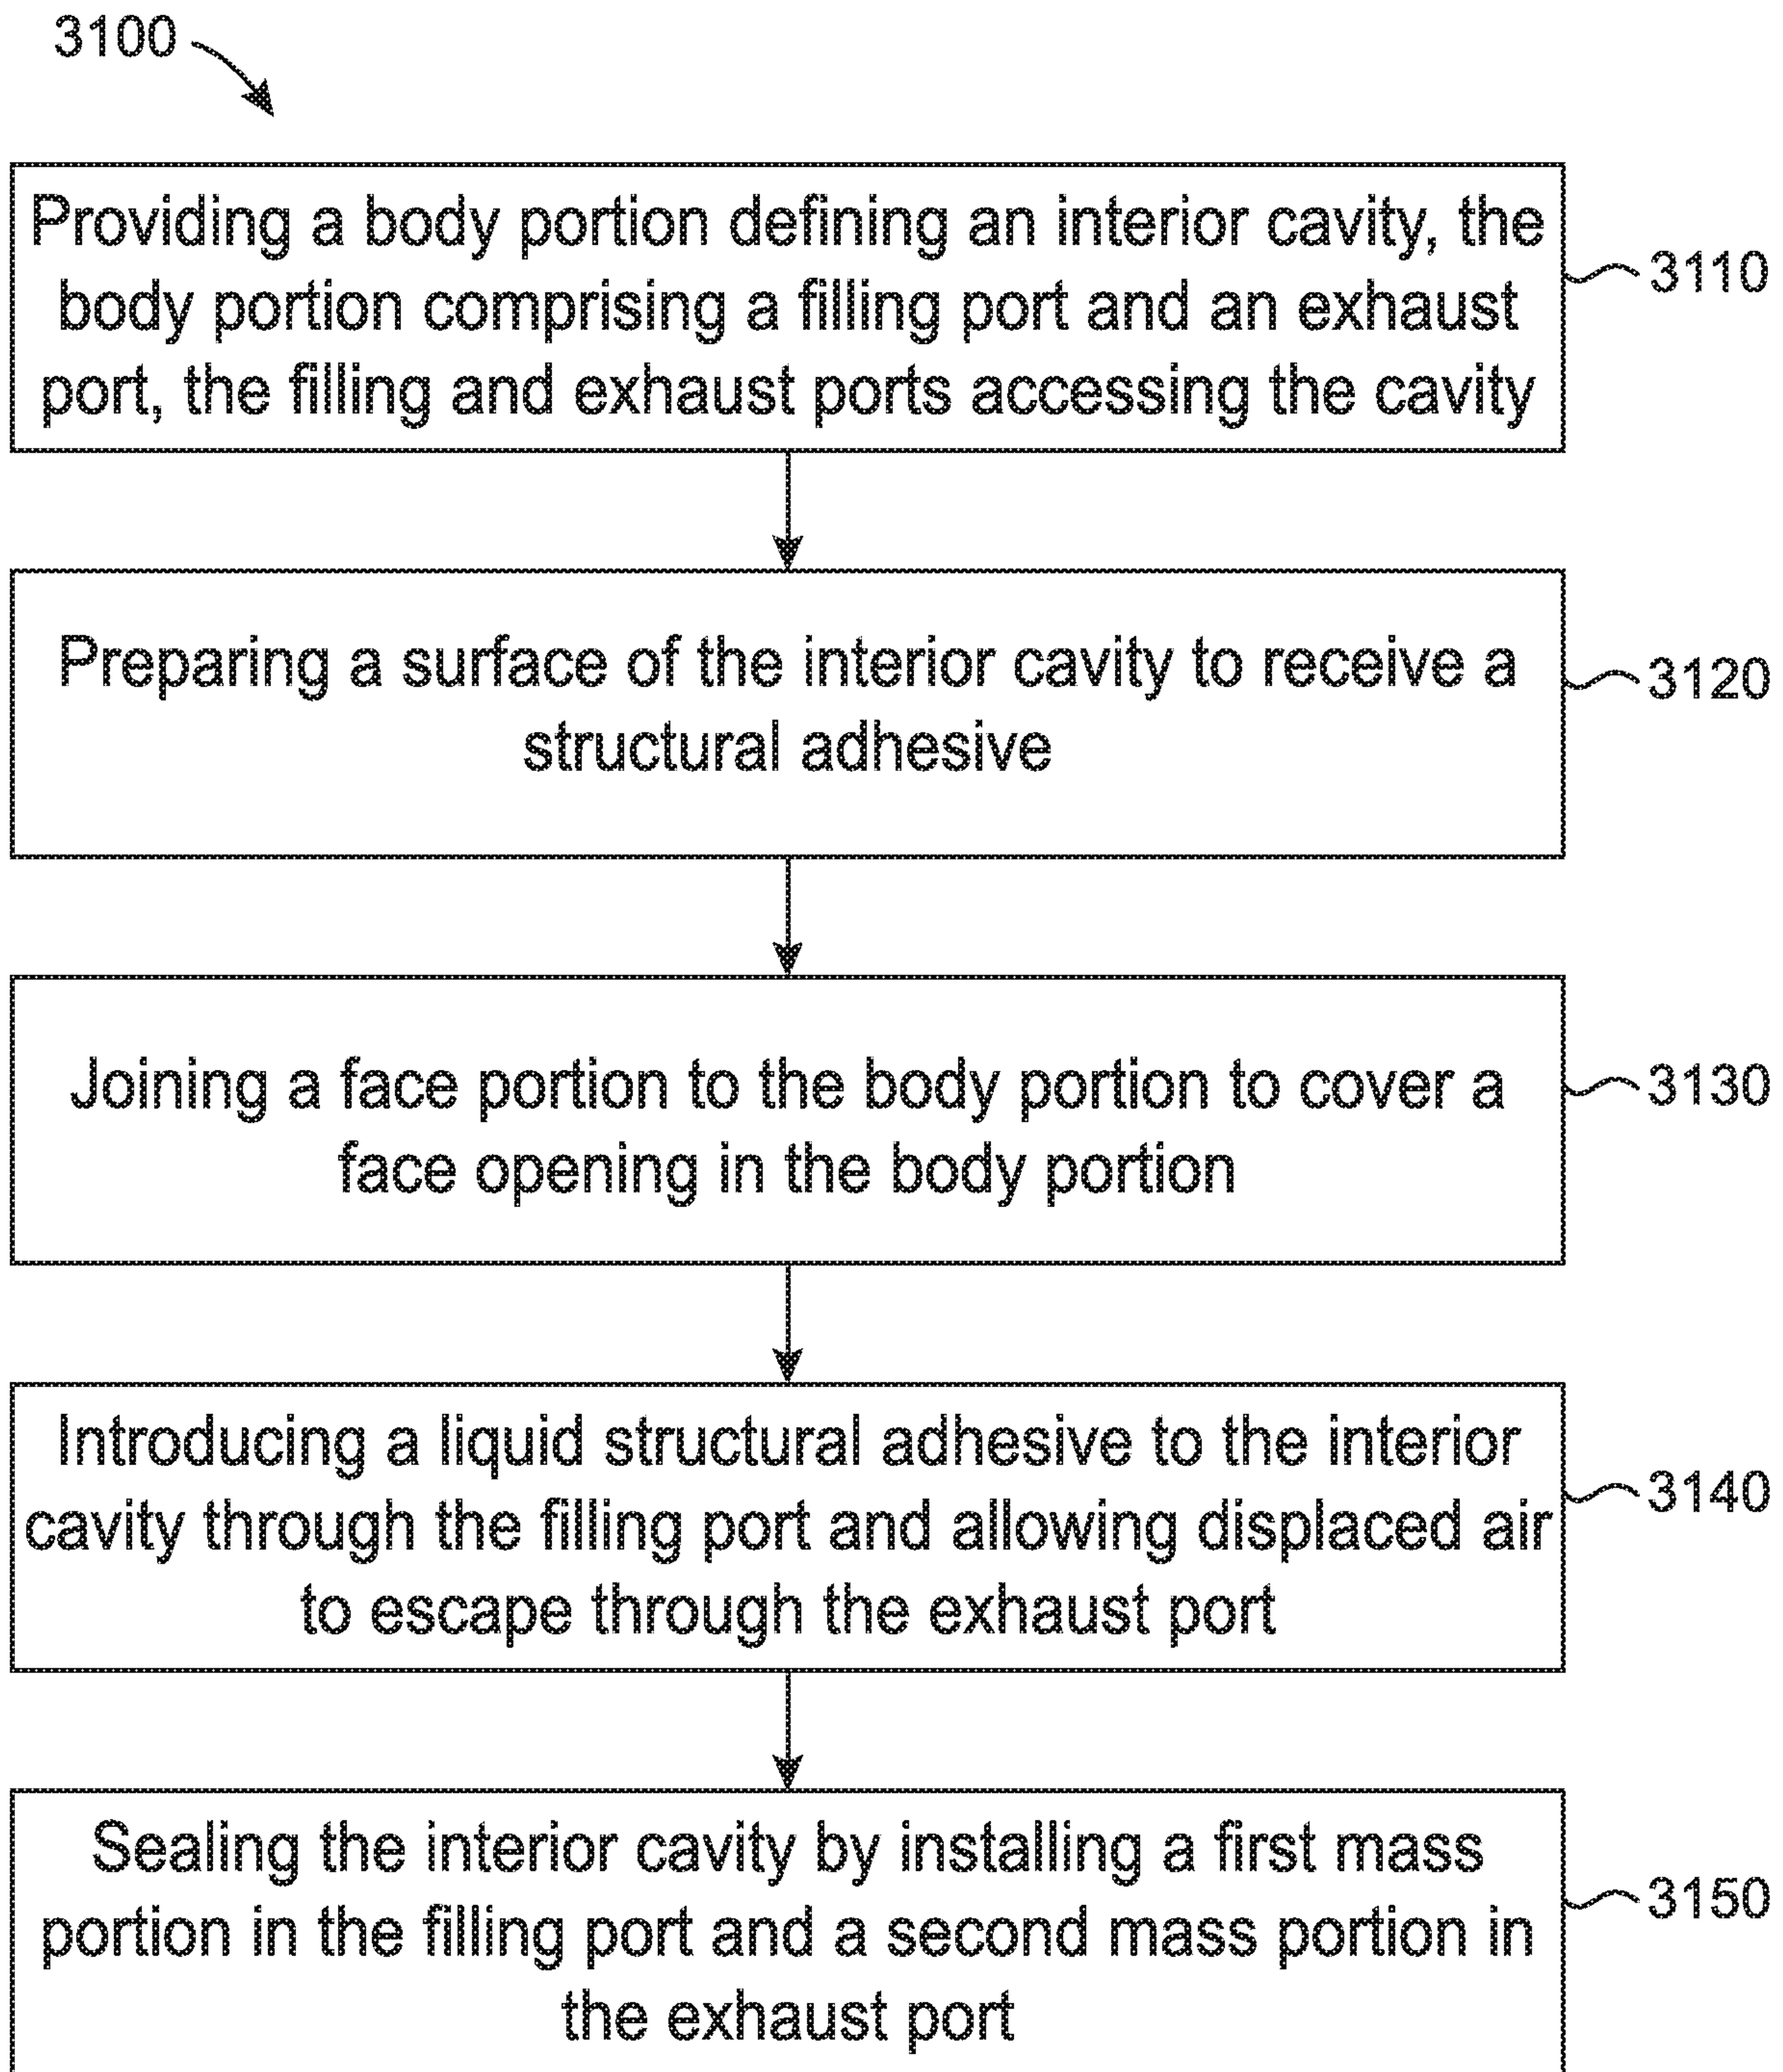 3100
Providing a body portion defining an interior cavity, the
body portion comprising a filling port and an exhaust
port, the filling and exhaust ports accessing the cavity
3110
Preparing a surface of the interior cavity to receive a
structural adhesive
3120
Joining a face portion to the body portion to cover a
face opening in the body portion
3130
Introducing a liquid structural adhesive to the interior
cavity through the filling port and allowing displaced air
to escape through the exhaust port
3140
Sealing the interior cavity by installing a first mass
portion in the filling port and a second mass portion in
the exhaust port
3150